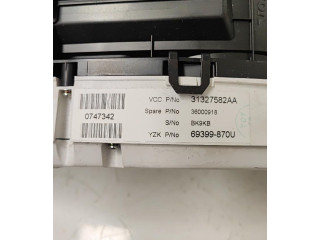 VCC P/No 31327582AA
Spare P/No 36000918
0747342
S/No BK9KB
YZK P/No 69399-870U